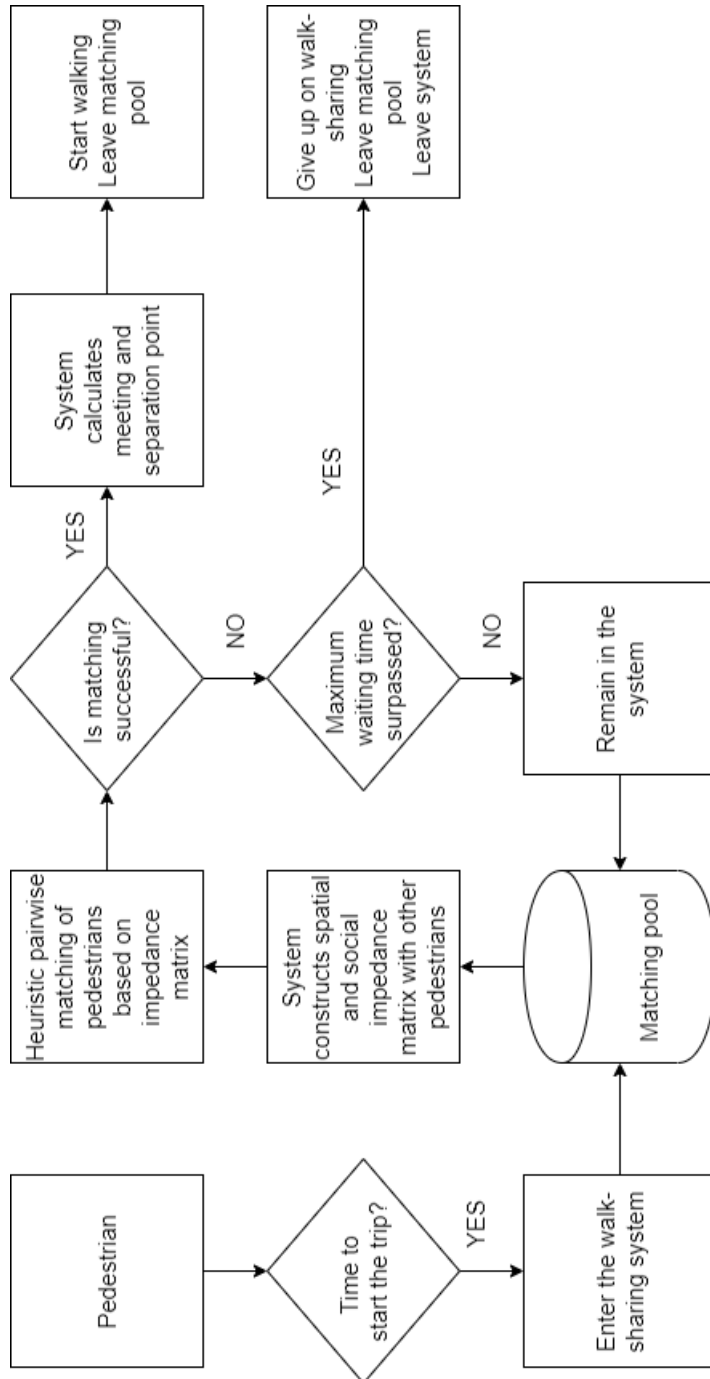 Pedestrian
Time to
start the trip?
YES
Enter the walk-
sharing system
Matching pool
System
constructs spatial
and social
impedance
matrix with other
pedestrians
Heuristic pairwise
matching of
pedestrians
based on
impedance
matrix
Is matching
successful?
YES
System
calculates
meeting and
separation point
Start walking
Leave matching
pool
NO
Maximum
waiting time
surpassed?
YES
Give up on walk-
sharing
Leave matching
pool
Leave system
NO
Remain in the
system